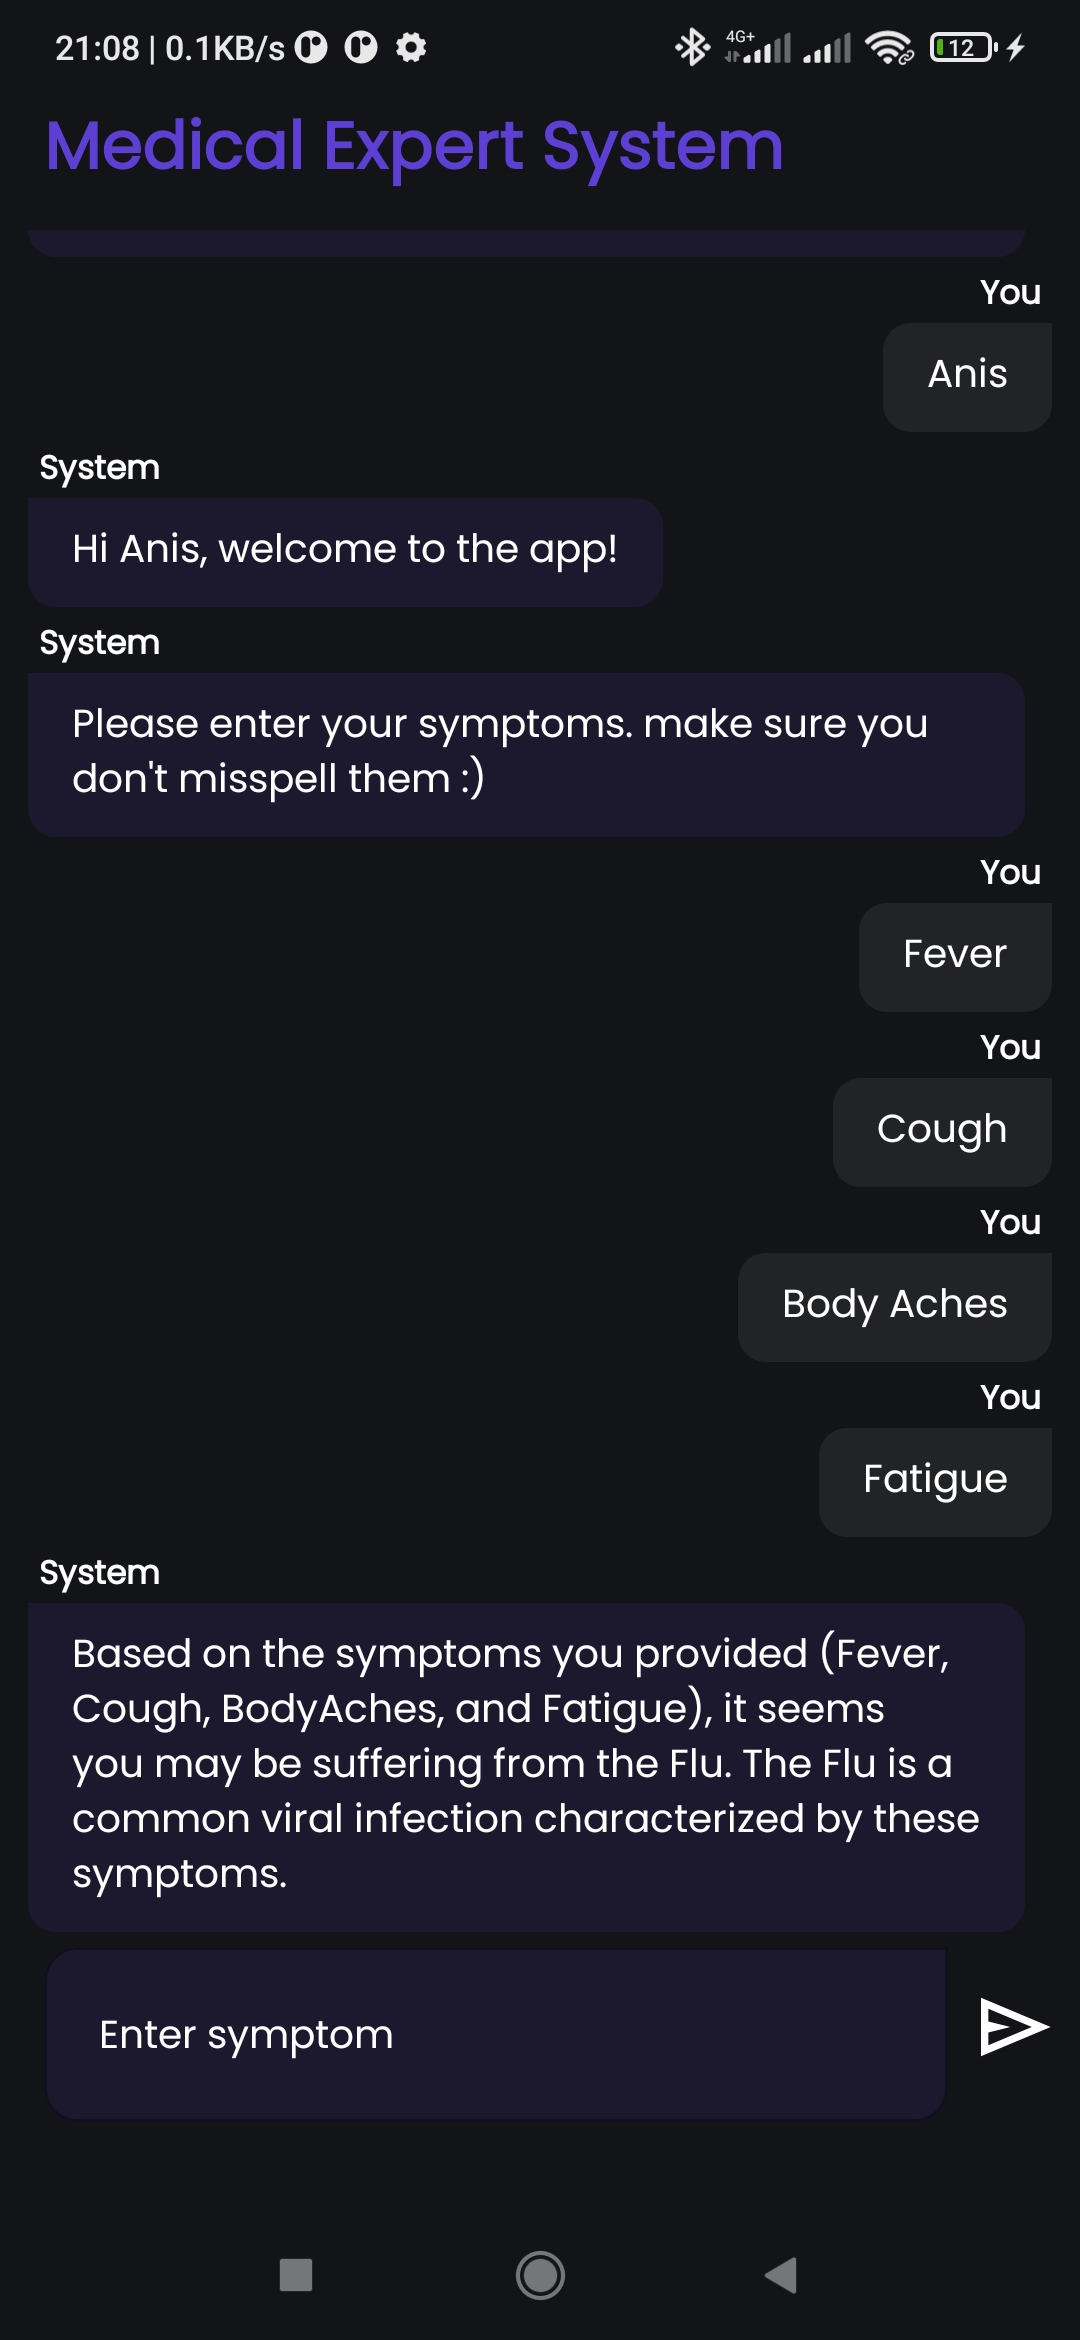 21:08 | 0.1KB/s
4G+
12
Medical Expert System
You
Anis
System
Hi Anis, welcome to the app!
System
Please enter your symptoms. make sure you
don't misspell them :)
You
Fever
You
Cough
You
Body Aches
You
Fatigue
System
Based on the symptoms you provided (Fever,
Cough, BodyAches, and Fatigue), it seems
you may be suffering from the Flu. The Flu is a
common viral infection characterized by these
symptoms.
Enter symptom